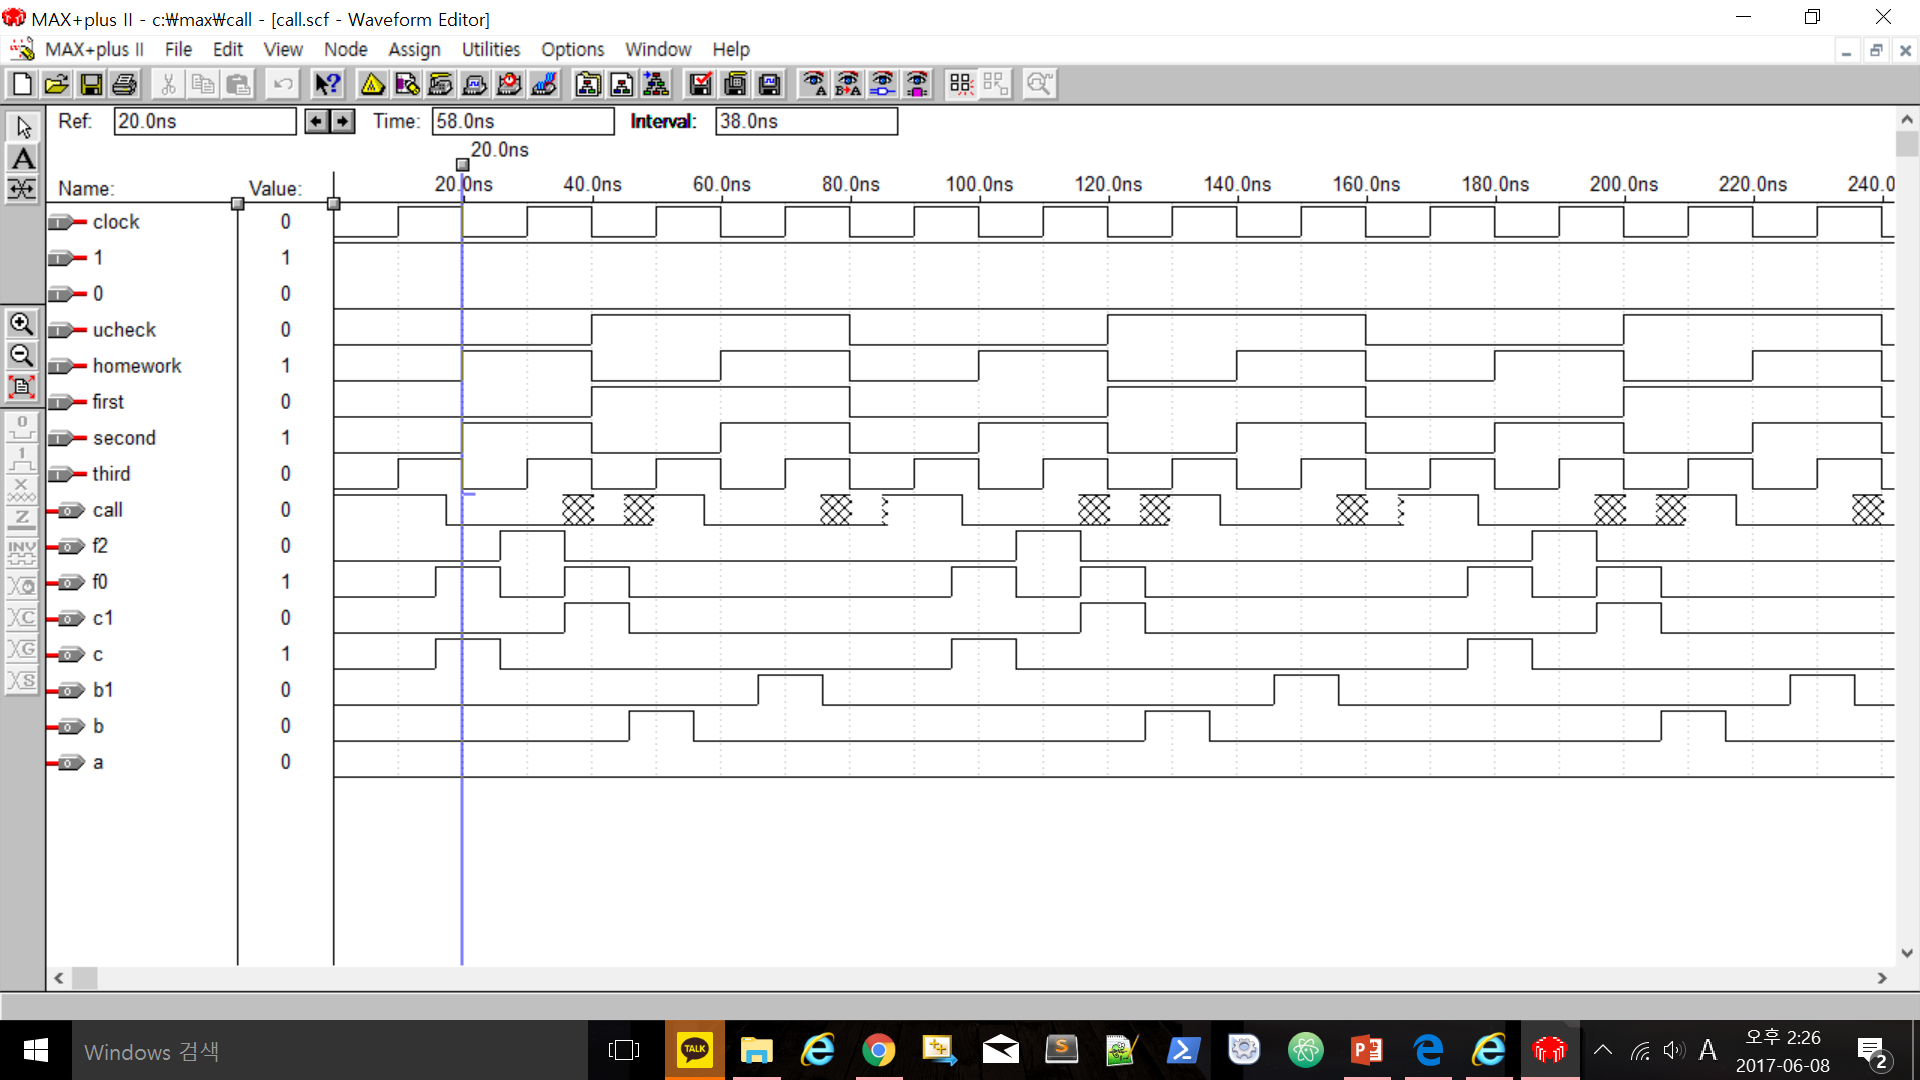 MAX+plus II - c:₩max₩call - [call.scf - Waveform Editor]
MAX+plus II File Edit View Node Assign Utilities Options Window Help
Ref: 20.0ns Time: 58.0ns Interval: 38.0ns
20.0ns
Name: Value: 20.0ns 40.0ns 60.0ns 80.0ns 100.0ns 120.0ns 140.0ns 160.0ns 180.0ns 200.0ns 220.0ns 240.0
clock 0
1 1
0 0
ucheck 0
homework 1
first 0
second 1
third 0
call 0
f2 0
f0 1
c1 0
c 1
b1 0
b 0
a 0
Windows 검색
TALK
A
오후 2:26
2017-06-08
2